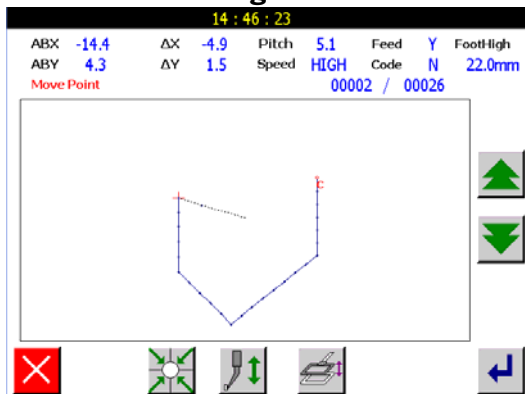 14 : 46 : 23
ABX -14.4 ΔX -4.9 Pitch 5.1 Feed Y FootHigh
ABY 4.3 ΔY 1.5 Speed HIGH Code N 22.0mm
Move Point 00002 / 00026
C